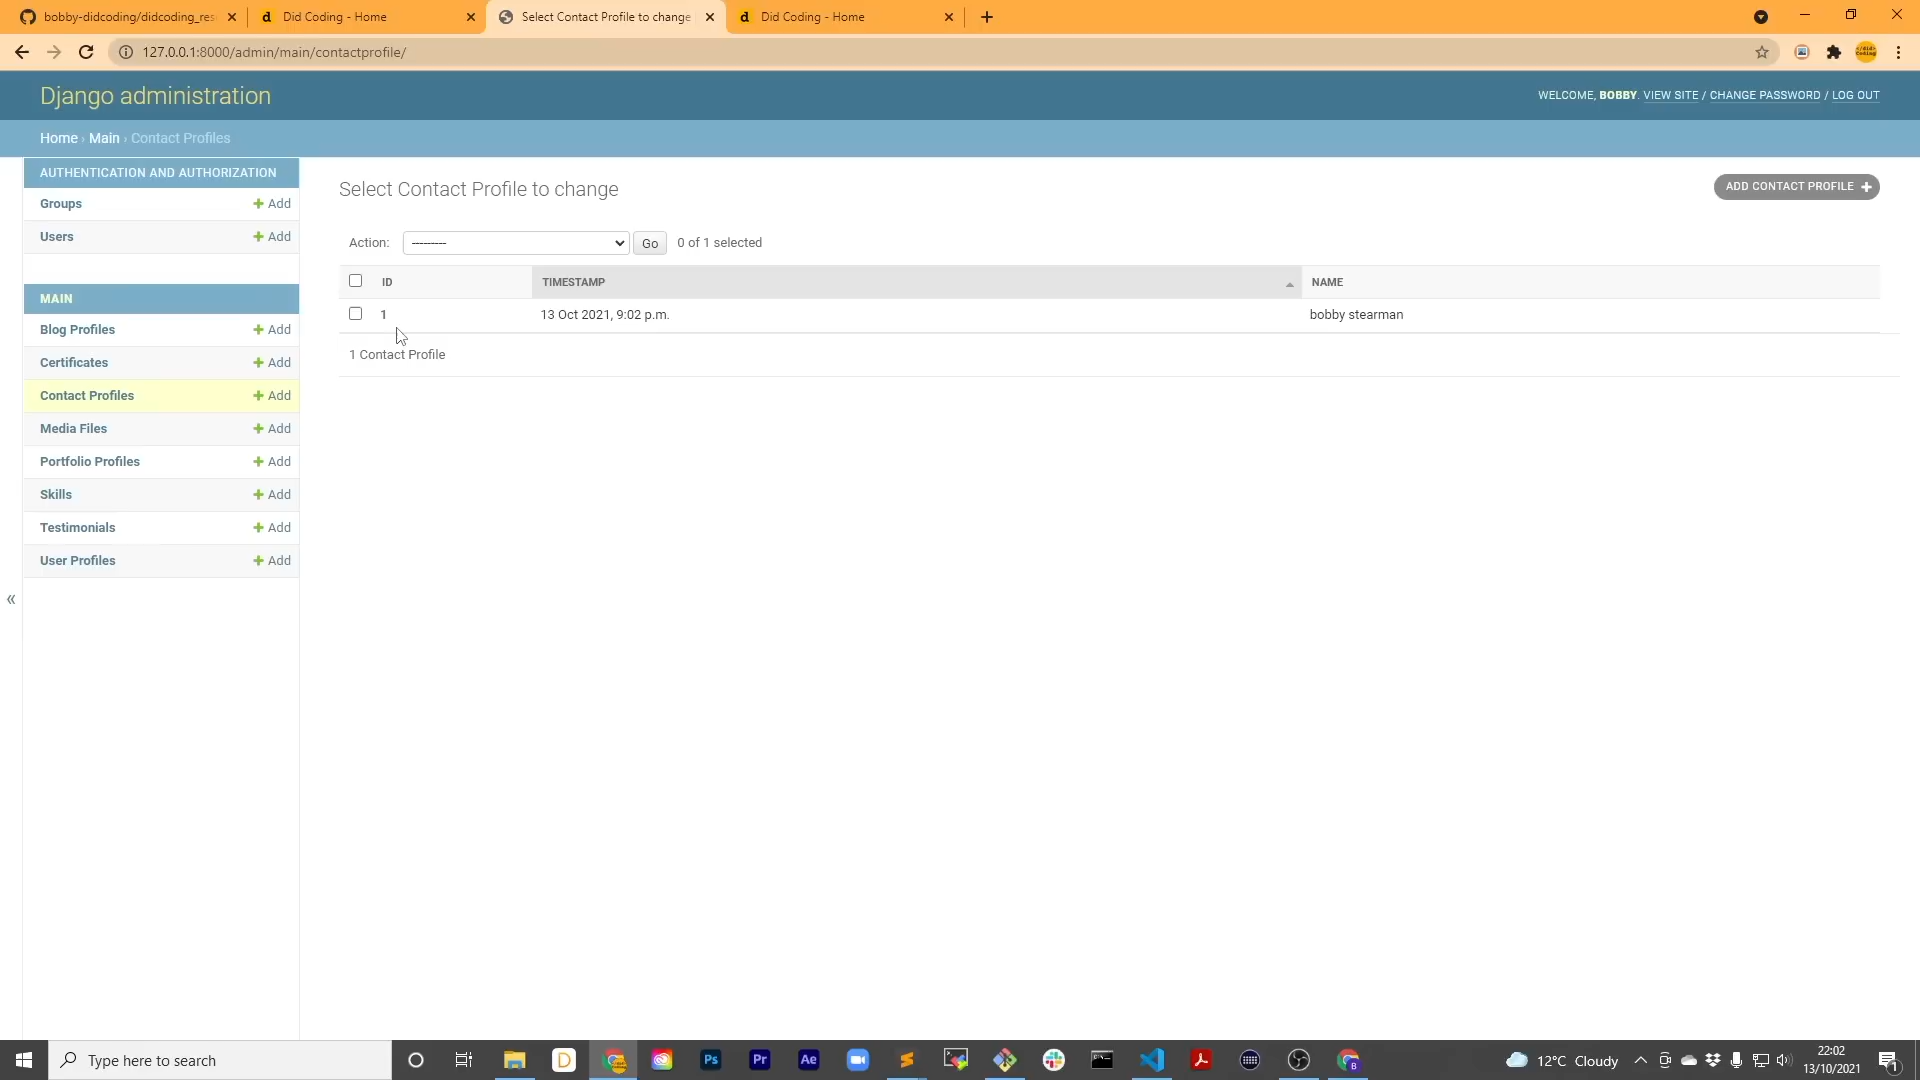 bobby-didcoding/didcoding_res
Did Coding - Home
Select Contact Profile to change
Did Coding - Home
127.0.0.1:8000/admin/main/contactprofile/
Django administration
WELCOME, BOBBY. VIEW SITE / CHANGE PASSWORD / LOG OUT
Home › Main › Contact Profiles
AUTHENTICATION AND AUTHORIZATION
Groups + Add
Users + Add
MAIN
Blog Profiles + Add
Certificates + Add
Contact Profiles + Add
Media Files + Add
Portfolio Profiles + Add
Skills + Add
Testimonials + Add
User Profiles + Add
«
Select Contact Profile to change
ADD CONTACT PROFILE +
Action: --------- Go 0 of 1 selected
ID TIMESTAMP NAME
1 13 Oct 2021, 9:02 p.m. bobby stearman
1 Contact Profile
Type here to search
D
Ps
Pr
Ae
12°C Cloudy
22:02
13/10/2021
1